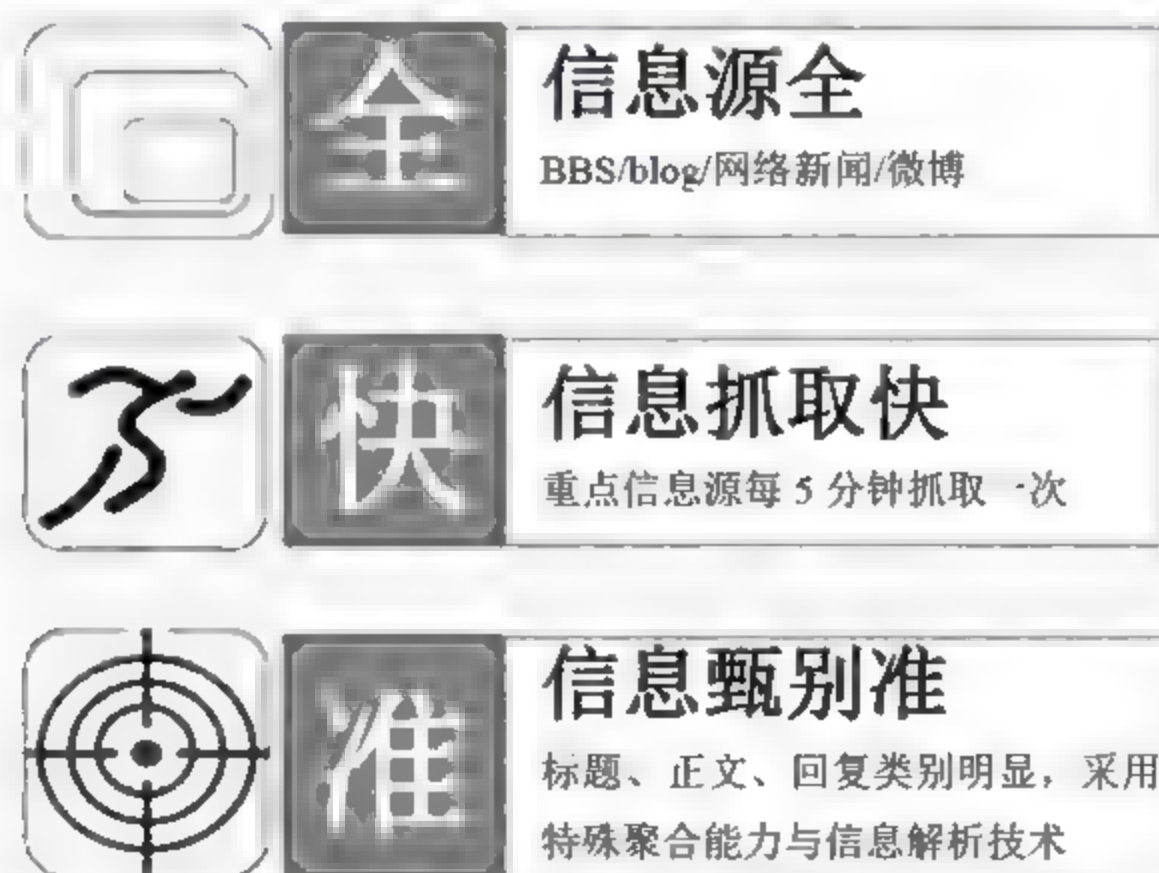 全
信息源全
BBS/blog/网络新闻/微博
快
信息抓取快
重点信息源每 5 分钟抓取一次
准
信息甄别准
标题、正文、回复类别明显，采用
特殊聚合能力与信息解析技术